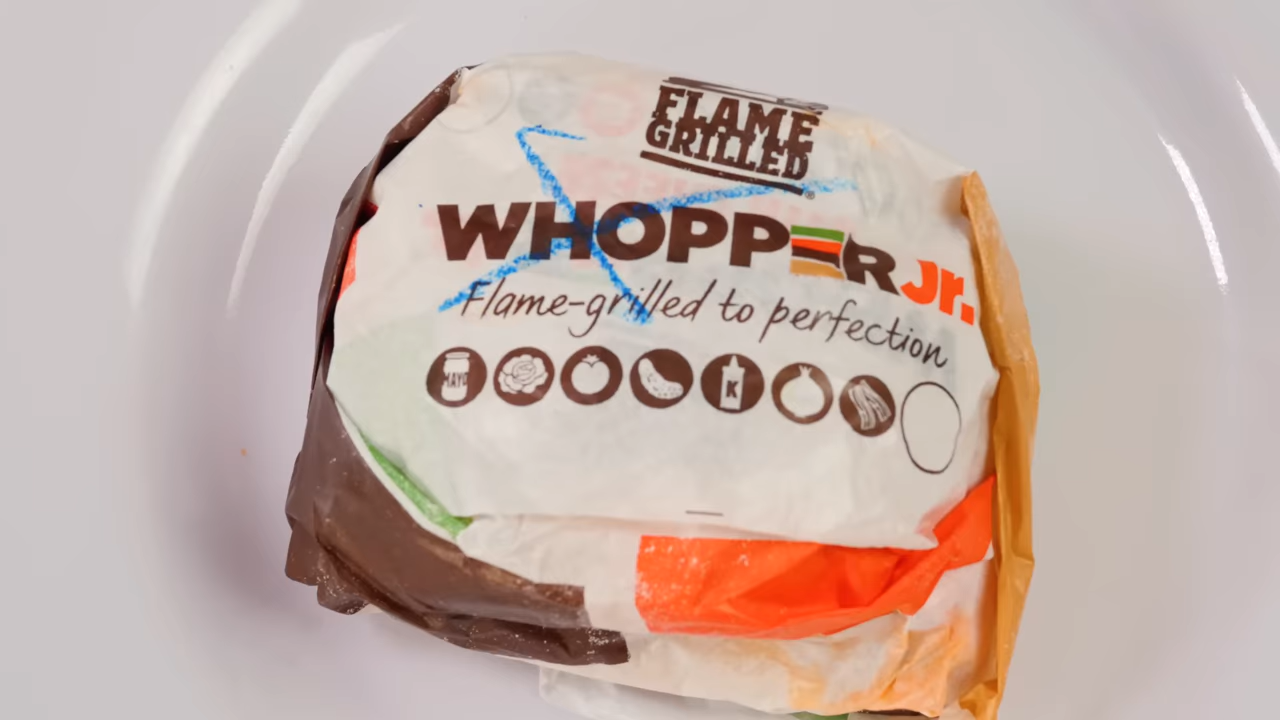 FLAME
GRILLED
WHOPPER Jr.
Flame-grilled to perfection
MAYO
K